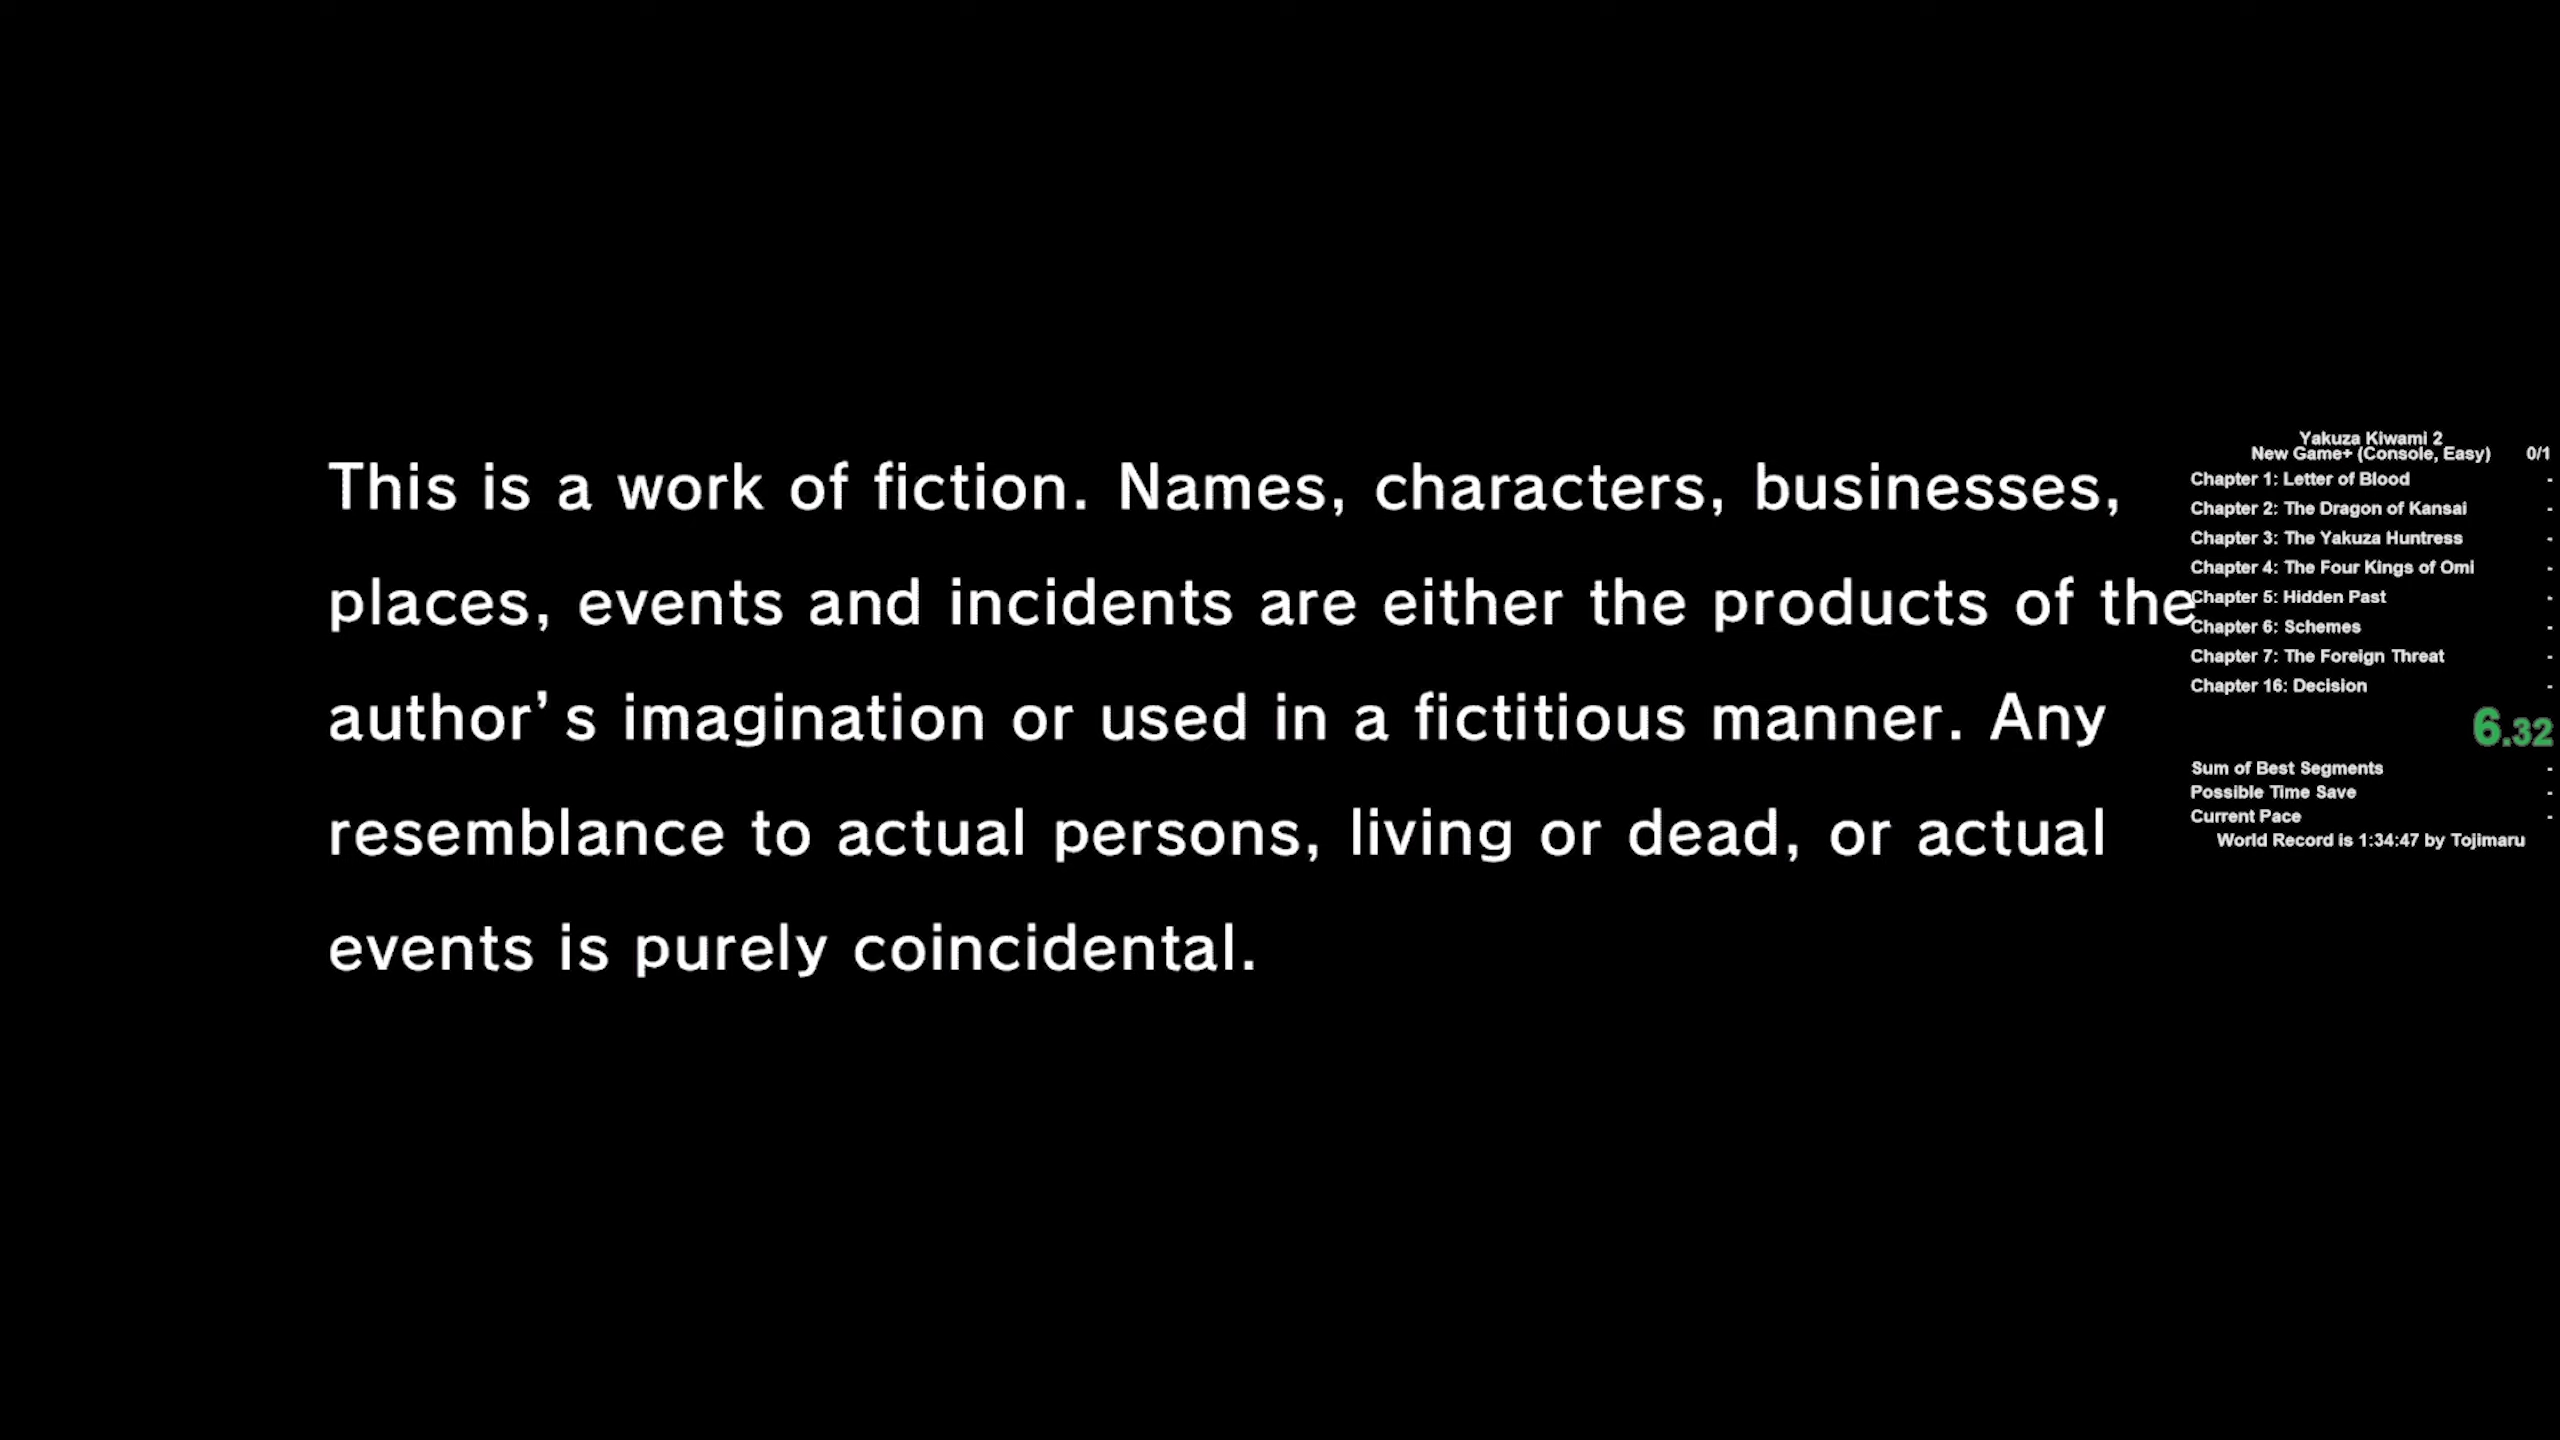 This is a work of fiction. Names, characters, businesses,
places, events and incidents are either the products of the
author’s imagination or used in a fictitious manner. Any
resemblance to actual persons, living or dead, or actual
events is purely coincidental.
Yakuza Kiwami 2
New Game+ (Console, Easy) 0/1
Chapter 1: Letter of Blood -
Chapter 2: The Dragon of Kansai -
Chapter 3: The Yakuza Huntress -
Chapter 4: The Four Kings of Omi -
Chapter 5: Hidden Past -
Chapter 6: Schemes -
Chapter 7: The Foreign Threat -
Chapter 16: Decision -
6.32
Sum of Best Segments -
Possible Time Save -
Current Pace -
World Record is 1:34:47 by Tojimaru